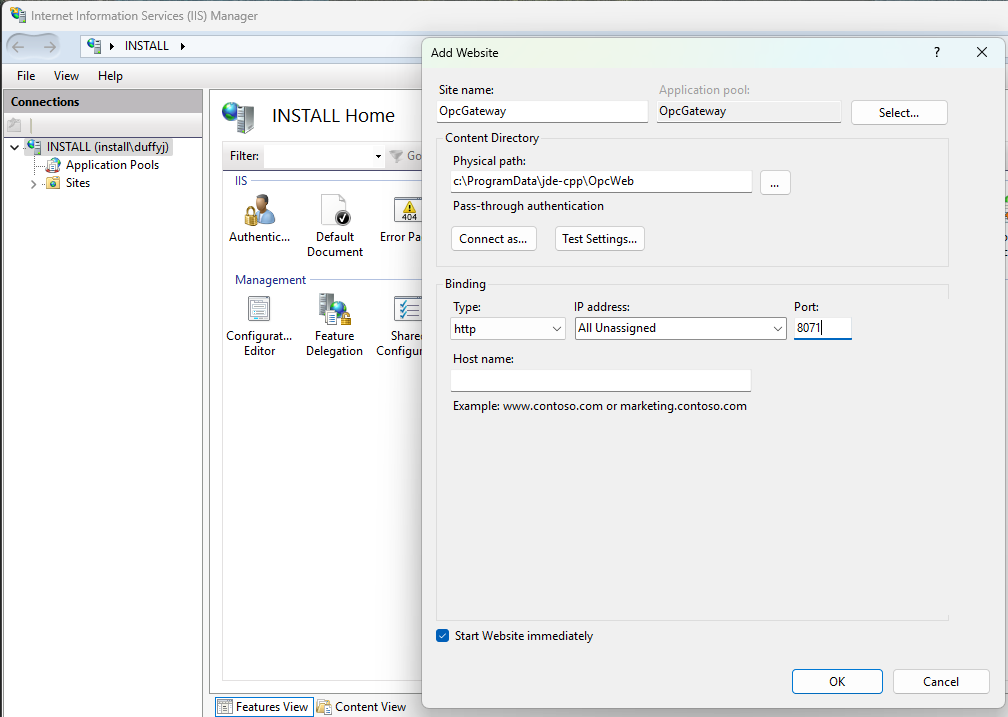 Internet Information Services (IIS) Manager
INSTALL
File View Help
Connections
INSTALL (install\duffyj)
Application Pools
Sites
INSTALL Home
Filter:
Go
IIS
Authentic...
Default
Document
Error Pa
404
Management
Configurat...
Editor
Feature
Delegation
Share
Configu
Features View
Content View
Add Website
?
Site name:
Application pool:
OpcGateway
OpcGateway
Select...
Content Directory
Physical path:
c:\ProgramData\jde-cpp\OpcWeb
...
Pass-through authentication
Connect as...
Test Settings...
Binding
Type:
IP address:
Port:
http
All Unassigned
8071
Host name:
Example: www.contoso.com or marketing.contoso.com
Start Website immediately
OK
Cancel